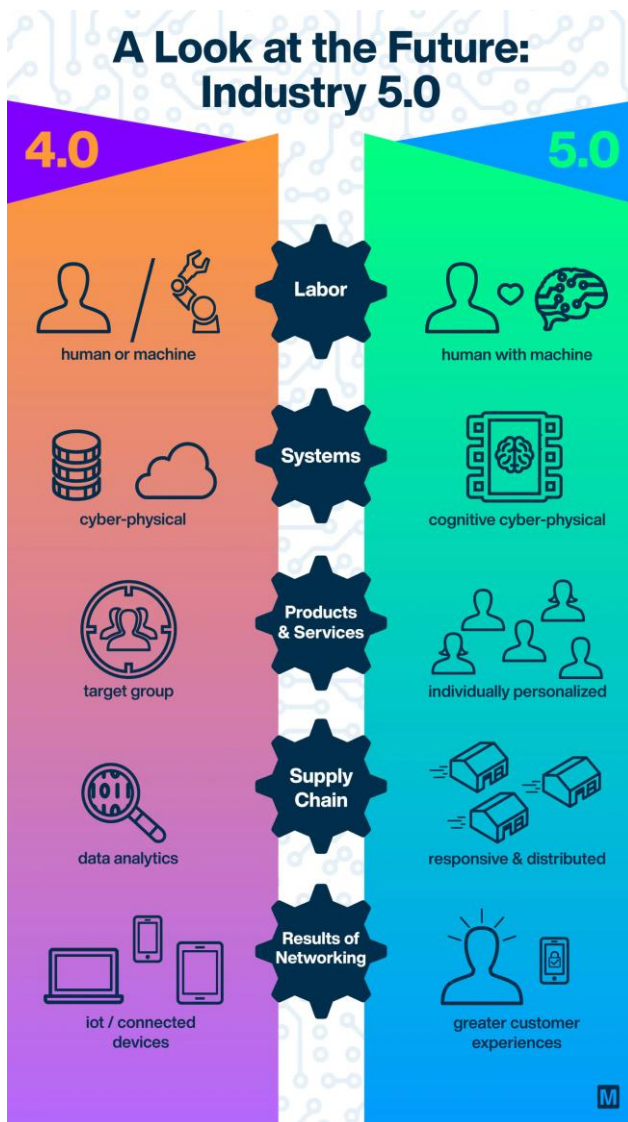 A Look at the Future:
Industry 5.0
4.0
5.0
Labor
human or machine
human with machine
Systems
cyber-physical
cognitive cyber-physical
Products
& Services
target group
individually personalized
Supply
Chain
1011
data analytics
responsive & distributed
Results of
Networking
iot / connected
devices
greater customer
experiences
M